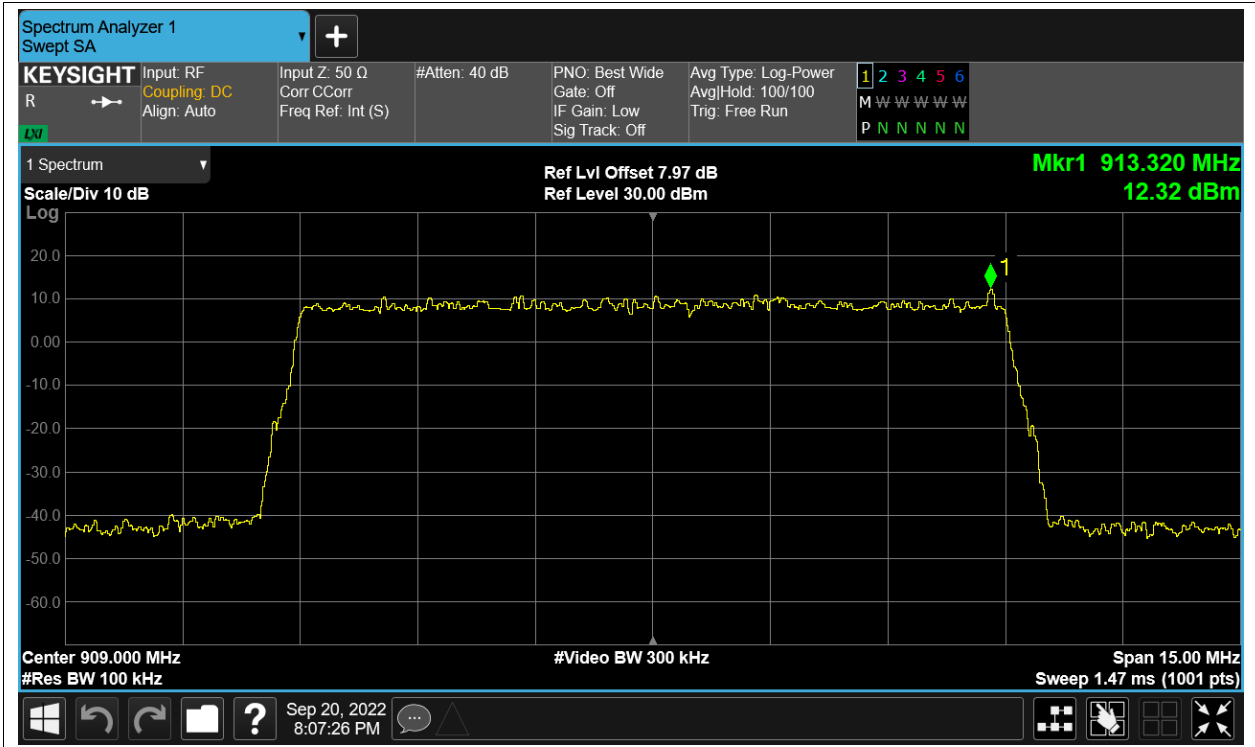 Spectrum Analyzer 1
Swept SA
+
KEYSIGHT
R
LXI
Input: RF
Coupling: DC
Align: Auto
Input Z: 50 Ω
Corr CCorr
Freq Ref: Int (S)
#Atten: 40 dB
PNO: Best Wide
Gate: Off
IF Gain: Low
Sig Track: Off
Avg Type: Log-Power
Avg|Hold: 100/100
Trig: Free Run
1 2 3 4 5 6
M W W W W W
P N N N N N
1 Spectrum
Scale/Div 10 dB
Log
Ref Lvl Offset 7.97 dB
Ref Level 30.00 dBm
Mkr1 913.320 MHz
12.32 dBm
20.0
10.0
0.00
-10.0
-20.0
-30.0
-40.0
-50.0
-60.0
1
Center 909.000 MHz
#Res BW 100 kHz
#Video BW 300 kHz
Span 15.00 MHz
Sweep 1.47 ms (1001 pts)
?
Sep 20, 2022
8:07:26 PM